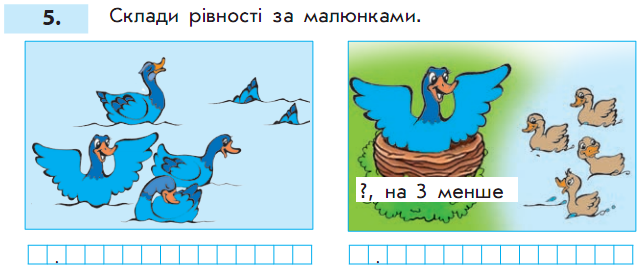 5. Склади рівності за малюнками.
?, на 3 менше